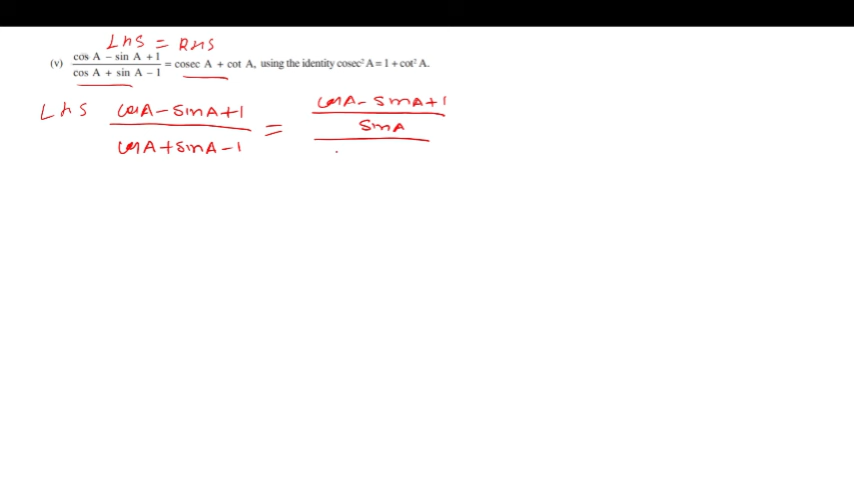 LHS = RHS
(v) cos A – sin A + 1 / cos A + sin A – 1 = cosec A + cot A, using the identity cosec² A = 1 + cot² A.
LHS cosA – sinA + 1 / cosA + sinA – 1 = cosA – sinA + 1 / sinA